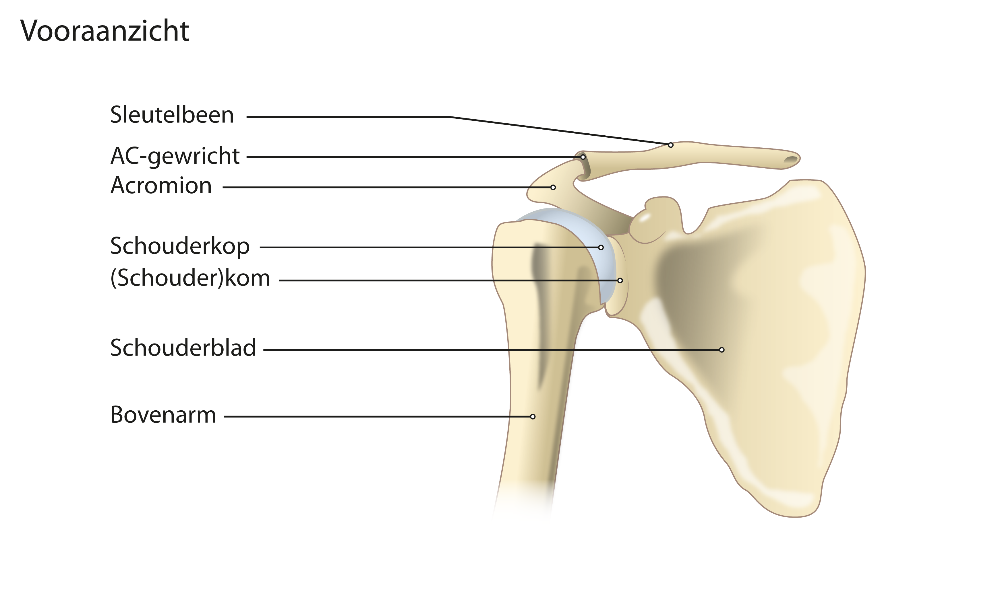 Vooraanzicht
Sleutelbeen
AC-gewricht
Acromion
Schouderkop
(Schouder)kom
Schouderblad
Bovenarm